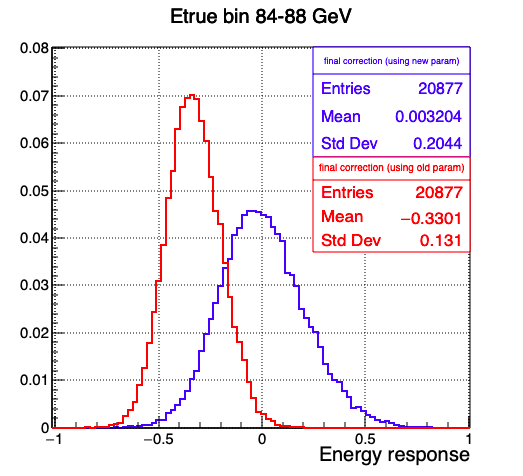 Etrue bin 84-88 GeV
final correction (using new param)
Entries 20877
Mean 0.003204
Std Dev 0.2044
final correction (using old param)
Entries 20877
Mean −0.3301
Std Dev 0.131
0.08
0.07
0.06
0.05
0.04
0.03
0.02
0.01
0
−1 −0.5 0 0.5 1
Energy response